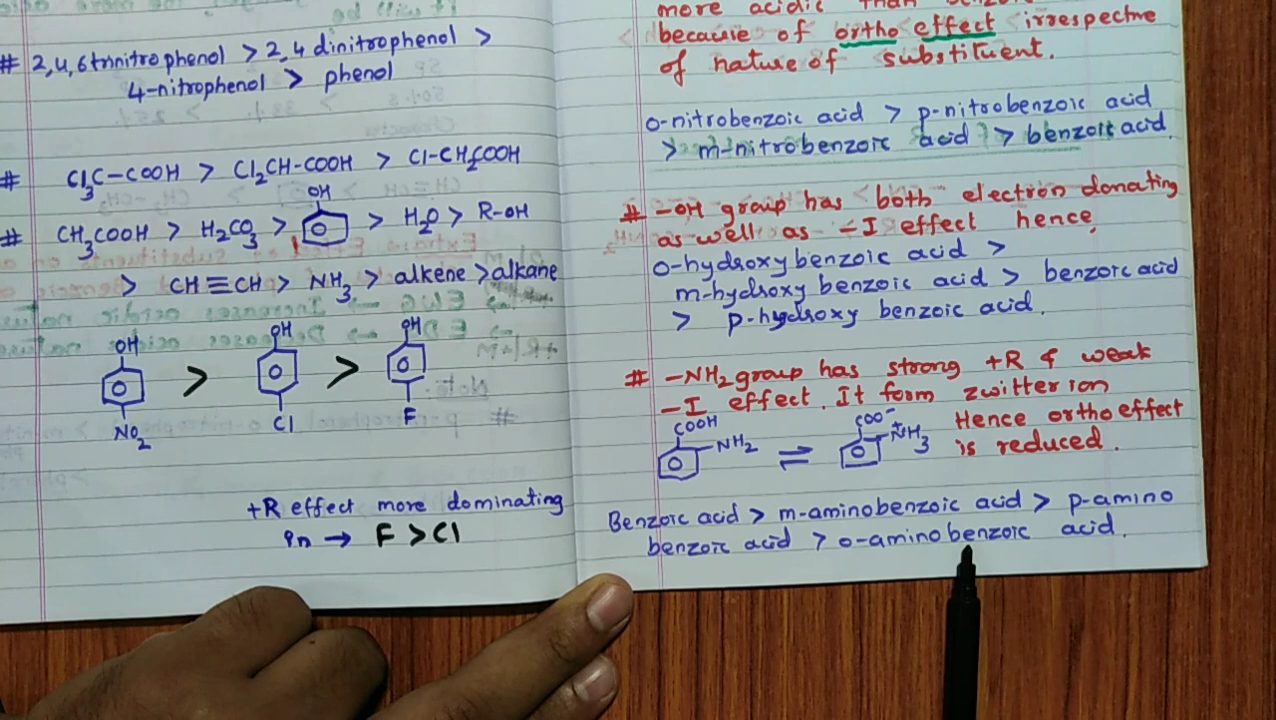 # 2,4,6 trinitrophenol > 2,4 dinitrophenol >
4-nitrophenol > phenol
# Cl₃C-COOH > Cl₂CH-COOH > Cl-CH₂COOH
OH
# CH₃COOH > H₂CO₃ > > H₂O > R-OH
> CH≡CH > NH₃ > alkene > alkane
OH OH OH
> >
NO₂ Cl F
+R effect more dominating
in → F > Cl
more acidic than
because of ortho effect irrespective
of nature of substituent.
o-nitrobenzoic acid > p-nitrobenzoic acid
> m-nitrobenzoic acid > benzoic acid.
# -OH group has both electron donating
as well as -I effect hence,
o-hydroxybenzoic acid >
m-hydroxy benzoic acid > benzoic acid
> p-hydroxy benzoic acid.
# -NH₂ group has strong +R & weak
-I effect. It form zwitter ion
COOH COO⁻ Hence ortho effect
NH₂ ⇌ ⁺NH₃ is reduced.
Benzoic acid > m-aminobenzoic acid > p-amino
benzoic acid > o-aminobenzoic acid.